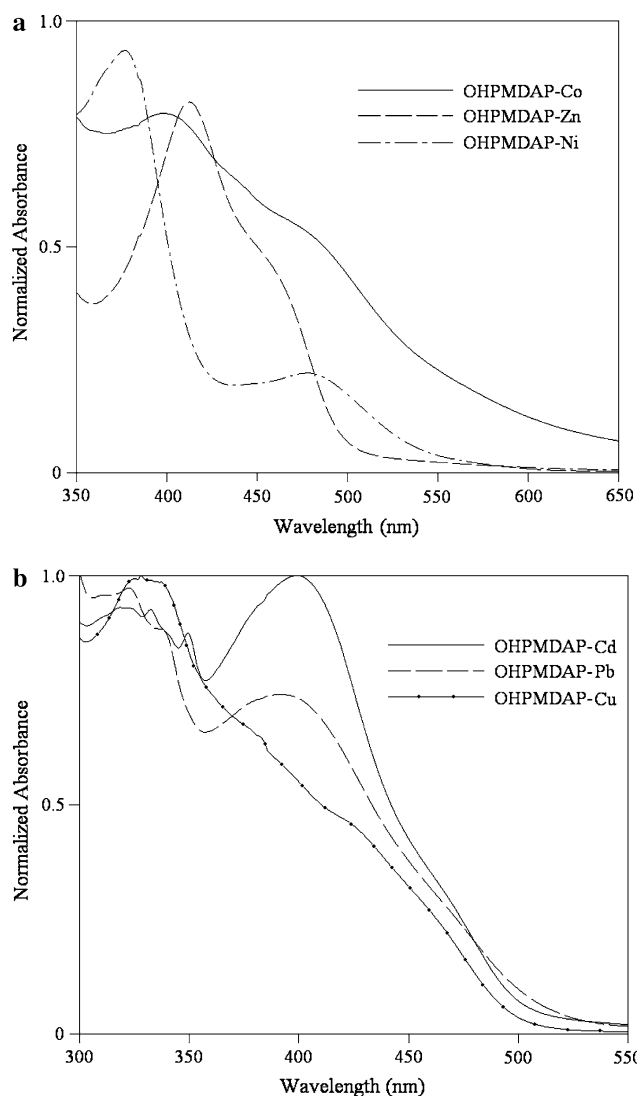 a
1.0
0.5
0
Normalized Absorbance
OHPMDAP-Co
OHPMDAP-Zn
OHPMDAP-Ni
350 400 450 500 550 600 650
Wavelength (nm)
b
1.0
0.5
0
Normalized Absorbance
OHPMDAP-Cd
OHPMDAP-Pb
OHPMDAP-Cu
300 350 400 450 500 550
Wavelength (nm)